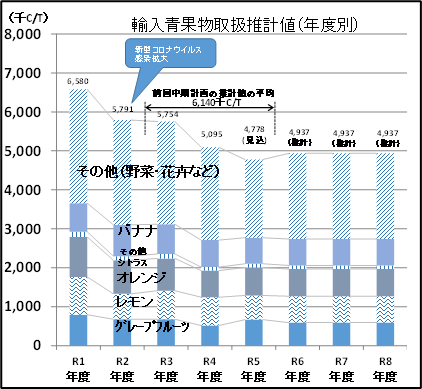 (千C/T)
輸入青果物取扱推計値(年度別)
新型コロナウイルス
感染拡大
前回中期計画の推計値の平均
6,140千C/T
8,000
7,000
6,000
5,000
4,000
3,000
2,000
1,000
0
6,580
5,791
5,754
5,095
4,778
(見込)
4,937
(推計)
4,937
(推計)
4,937
(推計)
その他(野菜・花卉など)
バナナ
その他
シトラス
オレンジ
レモン
グレープフルーツ
R1
年度
R2
年度
R3
年度
R4
年度
R5
年度
R6
年度
R7
年度
R8
年度